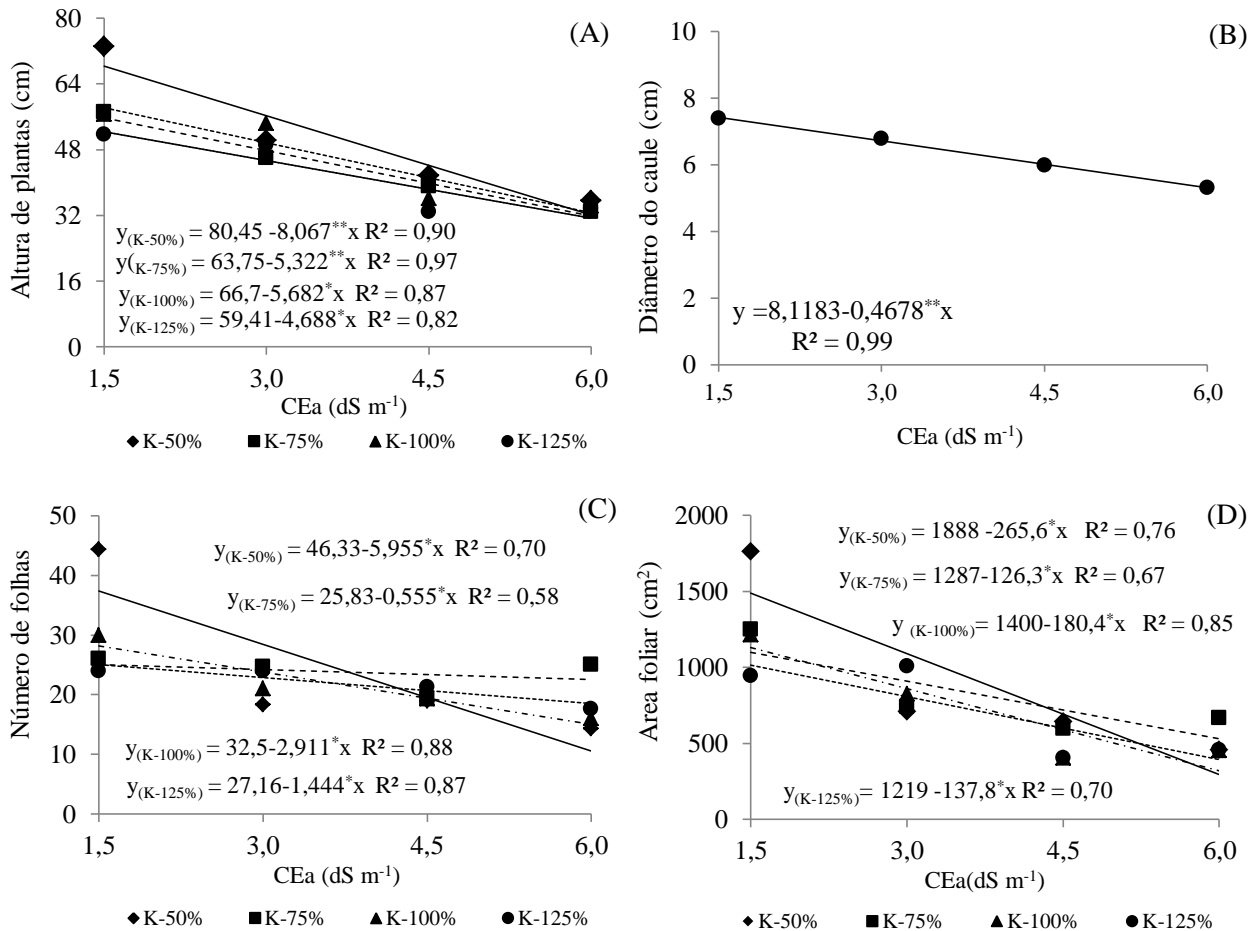 (A)
Altura de plantas (cm)
80
64
48
32
16
0
y(K-50%) = 80,45 -8,067**x R² = 0,90
y(K-75%) = 63,75-5,322**x R² = 0,97
y(K-100%) = 66,7-5,682*x R² = 0,87
y(K-125%) = 59,41-4,688*x R² = 0,82
1,5 3,0 4,5 6,0
CEa (dS m-1)
K-50% K-75% K-100% K-125%
(B)
Diâmetro do caule (cm)
10
8
6
4
2
0
y =8,1183-0,4678**x
R² = 0,99
1,5 3,0 4,5 6,0
CEa (dS m-1)
(C)
Número de folhas
50
40
30
20
10
0
y(K-50%) = 46,33-5,955*x R² = 0,70
y(K-75%) = 25,83-0,555*x R² = 0,58
y(K-100%) = 32,5-2,911*x R² = 0,88
y(K-125%) = 27,16-1,444*x R² = 0,87
1,5 3,0 4,5 6,0
CEa (dS m-1)
K-50% K-75% K-100% K-125%
(D)
Area foliar (cm2)
2000
1500
1000
500
0
y(K-50%) = 1888 -265,6*x R² = 0,76
y(K-75%) = 1287-126,3*x R² = 0,67
y (K-100%)= 1400-180,4*x R² = 0,85
y(K-125%)= 1219 -137,8*x R² = 0,70
1,5 3,0 4,5 6,0
CEa(dS m-1)
K-50% K-75% K-100% K-125%